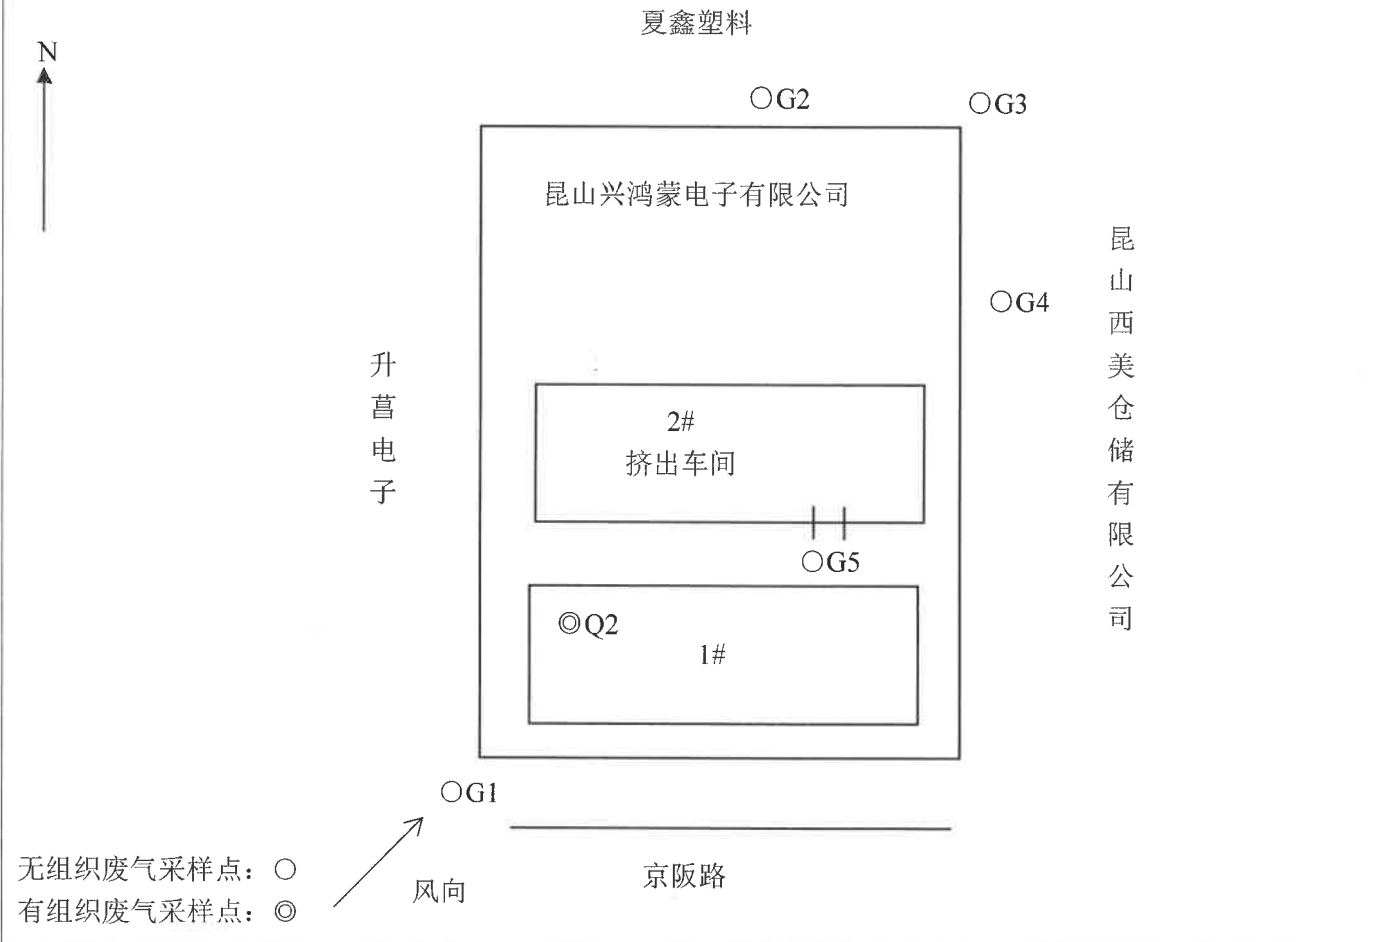 夏鑫塑料
N
○G2
○G3
昆山兴鸿蒙电子有限公司
○G4
昆山西美仓储有限公司
升菖电子
2#
挤出车间
○G5
◎Q2
1#
○G1
风向
京阪路
无组织废气采样点：○
有组织废气采样点：◎